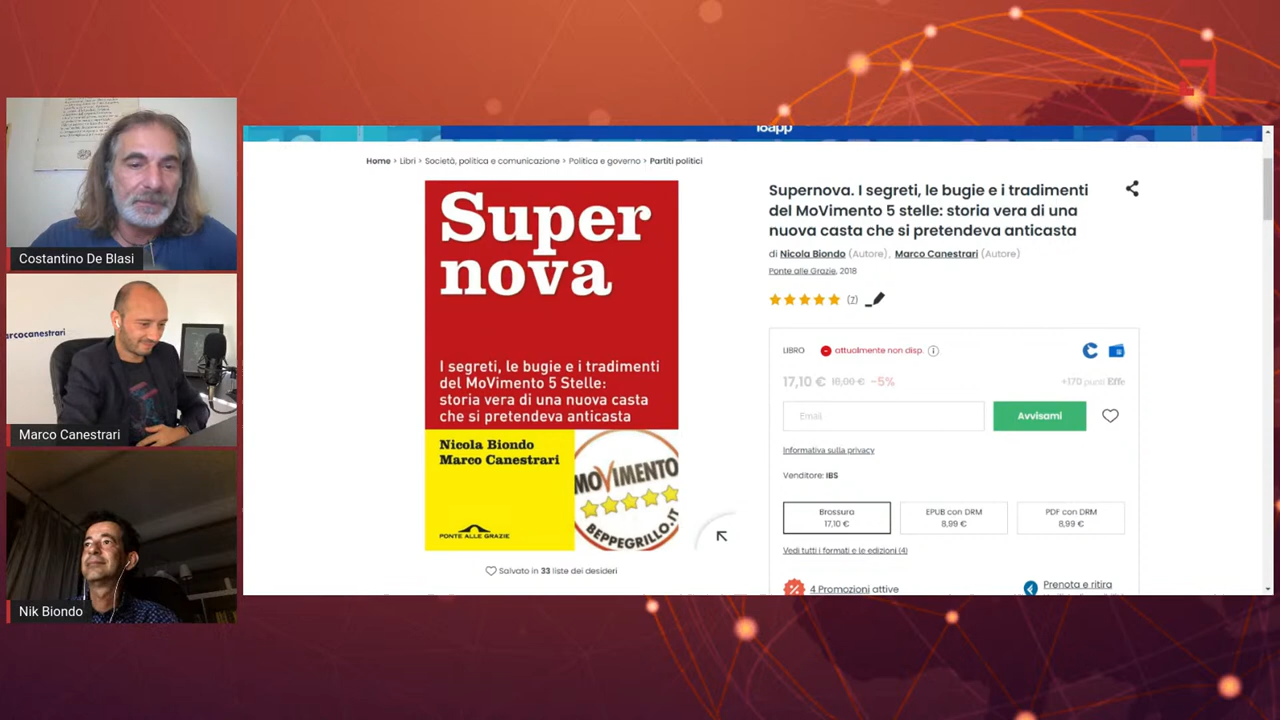 Costantino De Blasi
arcocanestrari
Marco Canestrari
Nik Biondo
18app
Home > Libri > Società, politica e comunicazione > Politica e governo > Partiti politici
Super
nova
I segreti, le bugie e i tradimenti
del MoVimento 5 Stelle:
storia vera di una nuova casta
che si pretendeva anticasta
Nicola Biondo
Marco Canestrari
PONTE ALLE GRAZIE
MOVIMENTO
BEPPEGRILLO.IT
Salvato in 33 liste dei desideri
Supernova. I segreti, le bugie e i tradimenti
del MoVimento 5 stelle: storia vera di una
nuova casta che si pretendeva anticasta
di Nicola Biondo (Autore), Marco Canestrari (Autore)
Ponte alle Grazie, 2018
(7)
LIBRO attualmente non disp.
17,10 € 18,00 € -5% +170 punti Effe
Email Avvisami
Informativa sulla privacy
Venditore: IBS
Brossura EPUB con DRM PDF con DRM
17,10 € 8,99 € 8,99 €
Vedi tutti i formati e le edizioni (4)
4 Promozioni attive Prenota e ritira